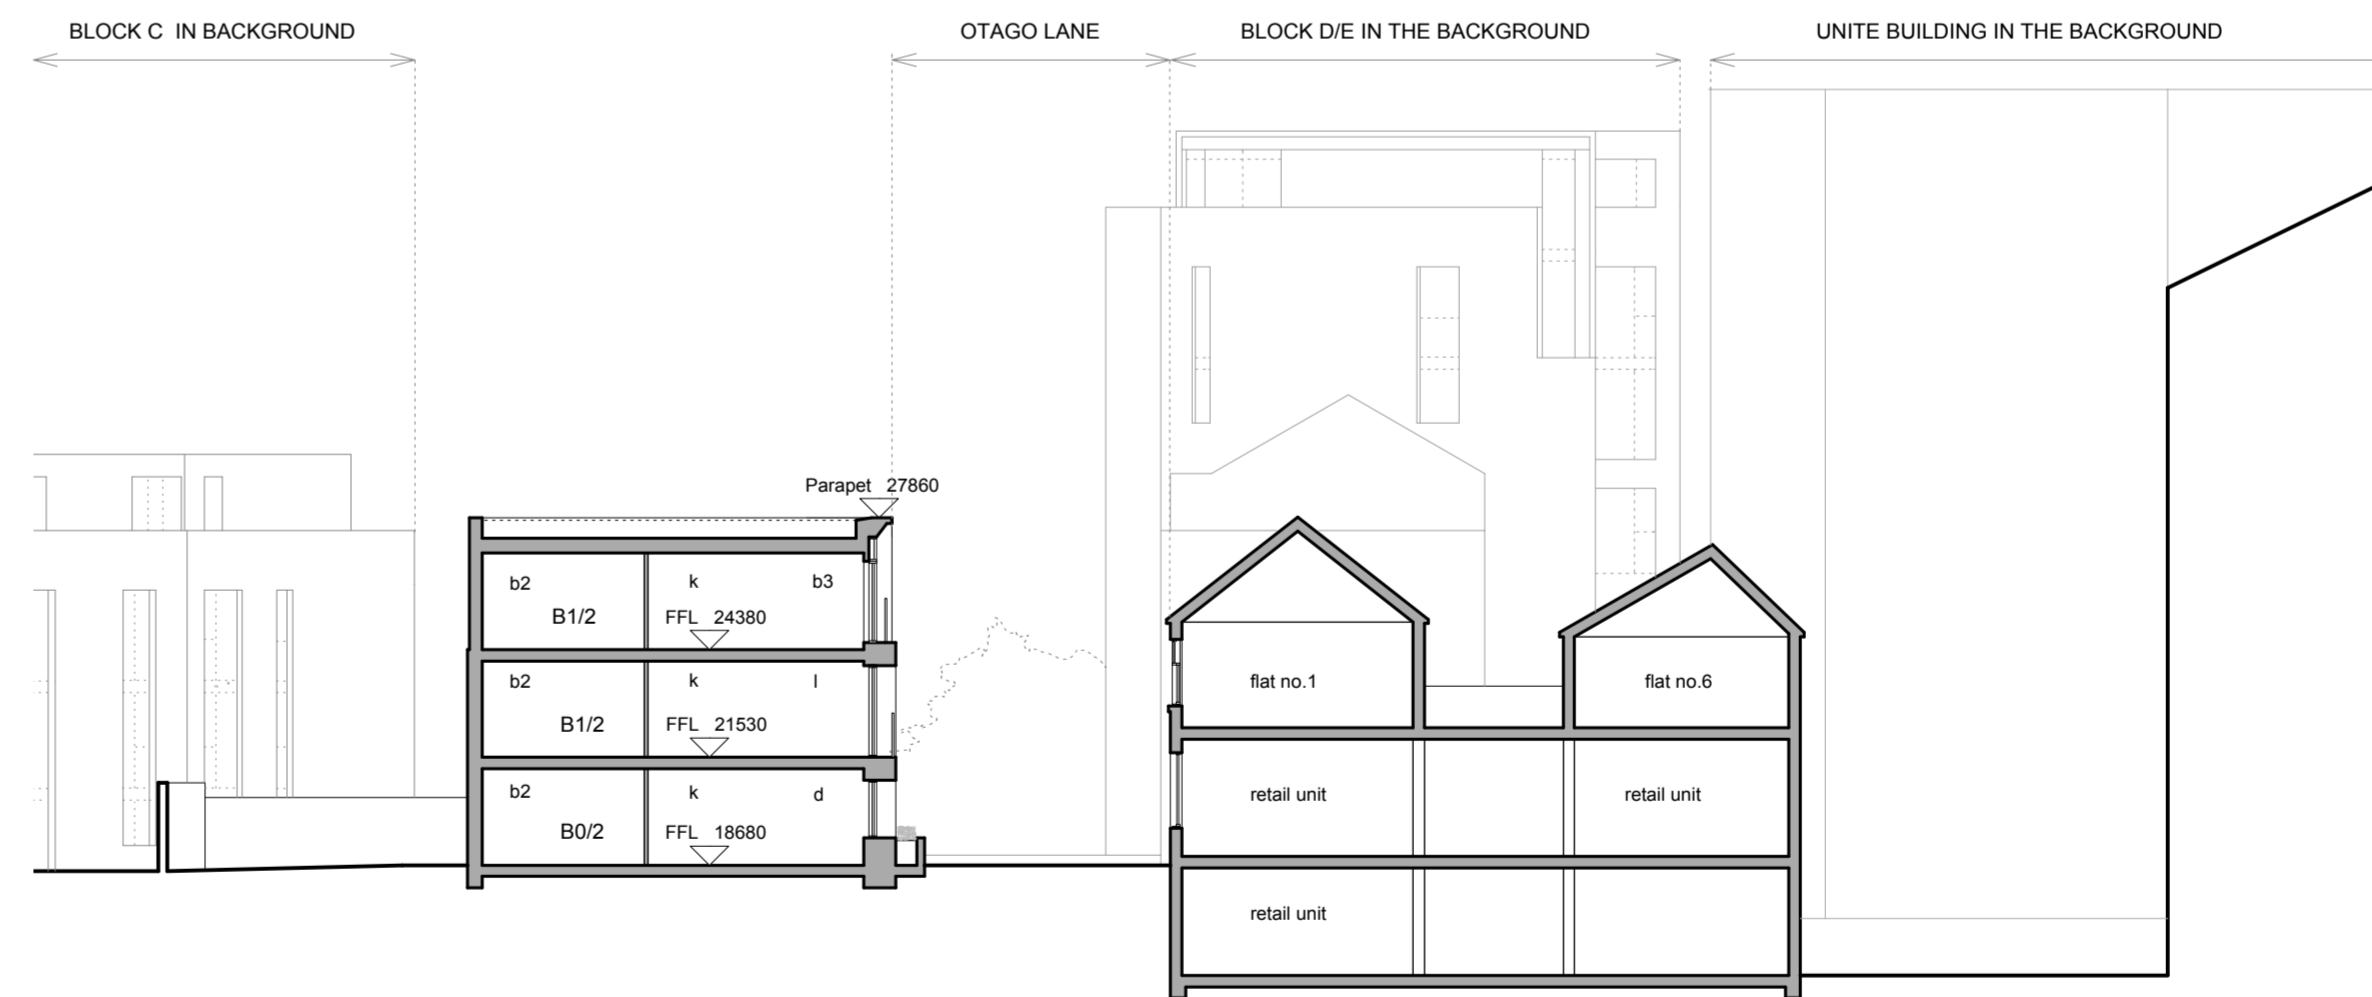 BLOCK C IN BACKGROUND
OTAGO LANE
BLOCK D/E IN THE BACKGROUND
UNITE BUILDING IN THE BACKGROUND
Parapet 27860
b2
k
b3
B1/2
FFL 24380
b2
k
l
B1/2
FFL 21530
b2
k
d
B0/2
FFL 18680
flat no.1
flat no.6
retail unit
retail unit
retail unit